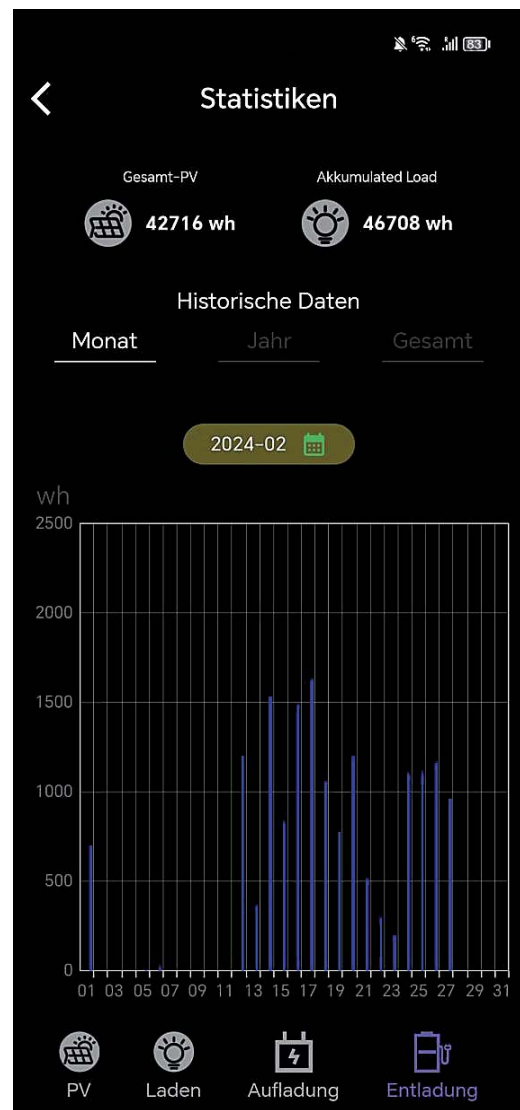 83
Statistiken
Gesamt-PV Akkumulated Load
42716 wh 46708 wh
Historische Daten
Monat Jahr Gesamt
2024-02
wh
2500
2000
1500
1000
500
0
01 03 05 07 09 11 13 15 17 19 21 23 25 27 29 31
PV Laden Aufladung Entladung